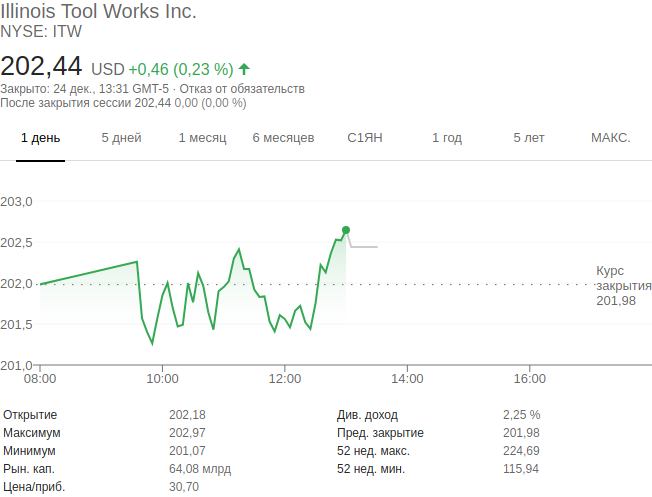 Illinois Tool Works Inc.
NYSE: ITW
202,44 USD +0,46 (0,23 %)
Закрыто: 24 дек., 13:31 GMT-5 · Отказ от обязательств
После закрытия сессии 202,44 0,00 (0,00 %)
1 день 5 дней 1 месяц 6 месяцев С1ЯН 1 год 5 лет МАКС.
203,0
202,5
202,0
201,5
201,0
Курс
закрытия
201,98
08:00 10:00 12:00 14:00 16:00
Открытие 202,18 Див. доход 2,25 %
Максимум 202,97 Пред. закрытие 201,98
Минимум 201,07 52 нед. макс. 224,69
Рын. кап. 64,08 млрд 52 нед. мин. 115,94
Цена/приб. 30,70